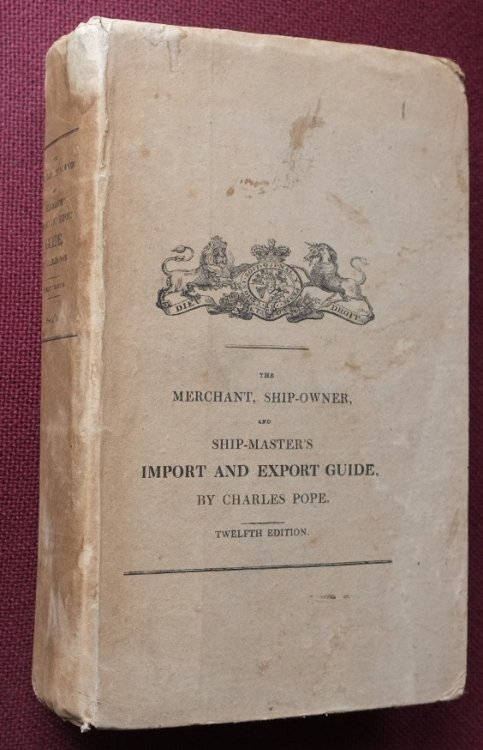 DIEU
DROIT
THE
MERCHANT, SHIP-OWNER,
AND
SHIP-MASTER'S
IMPORT AND EXPORT GUIDE,
BY CHARLES POPE.
TWELFTH EDITION.
GUIDE